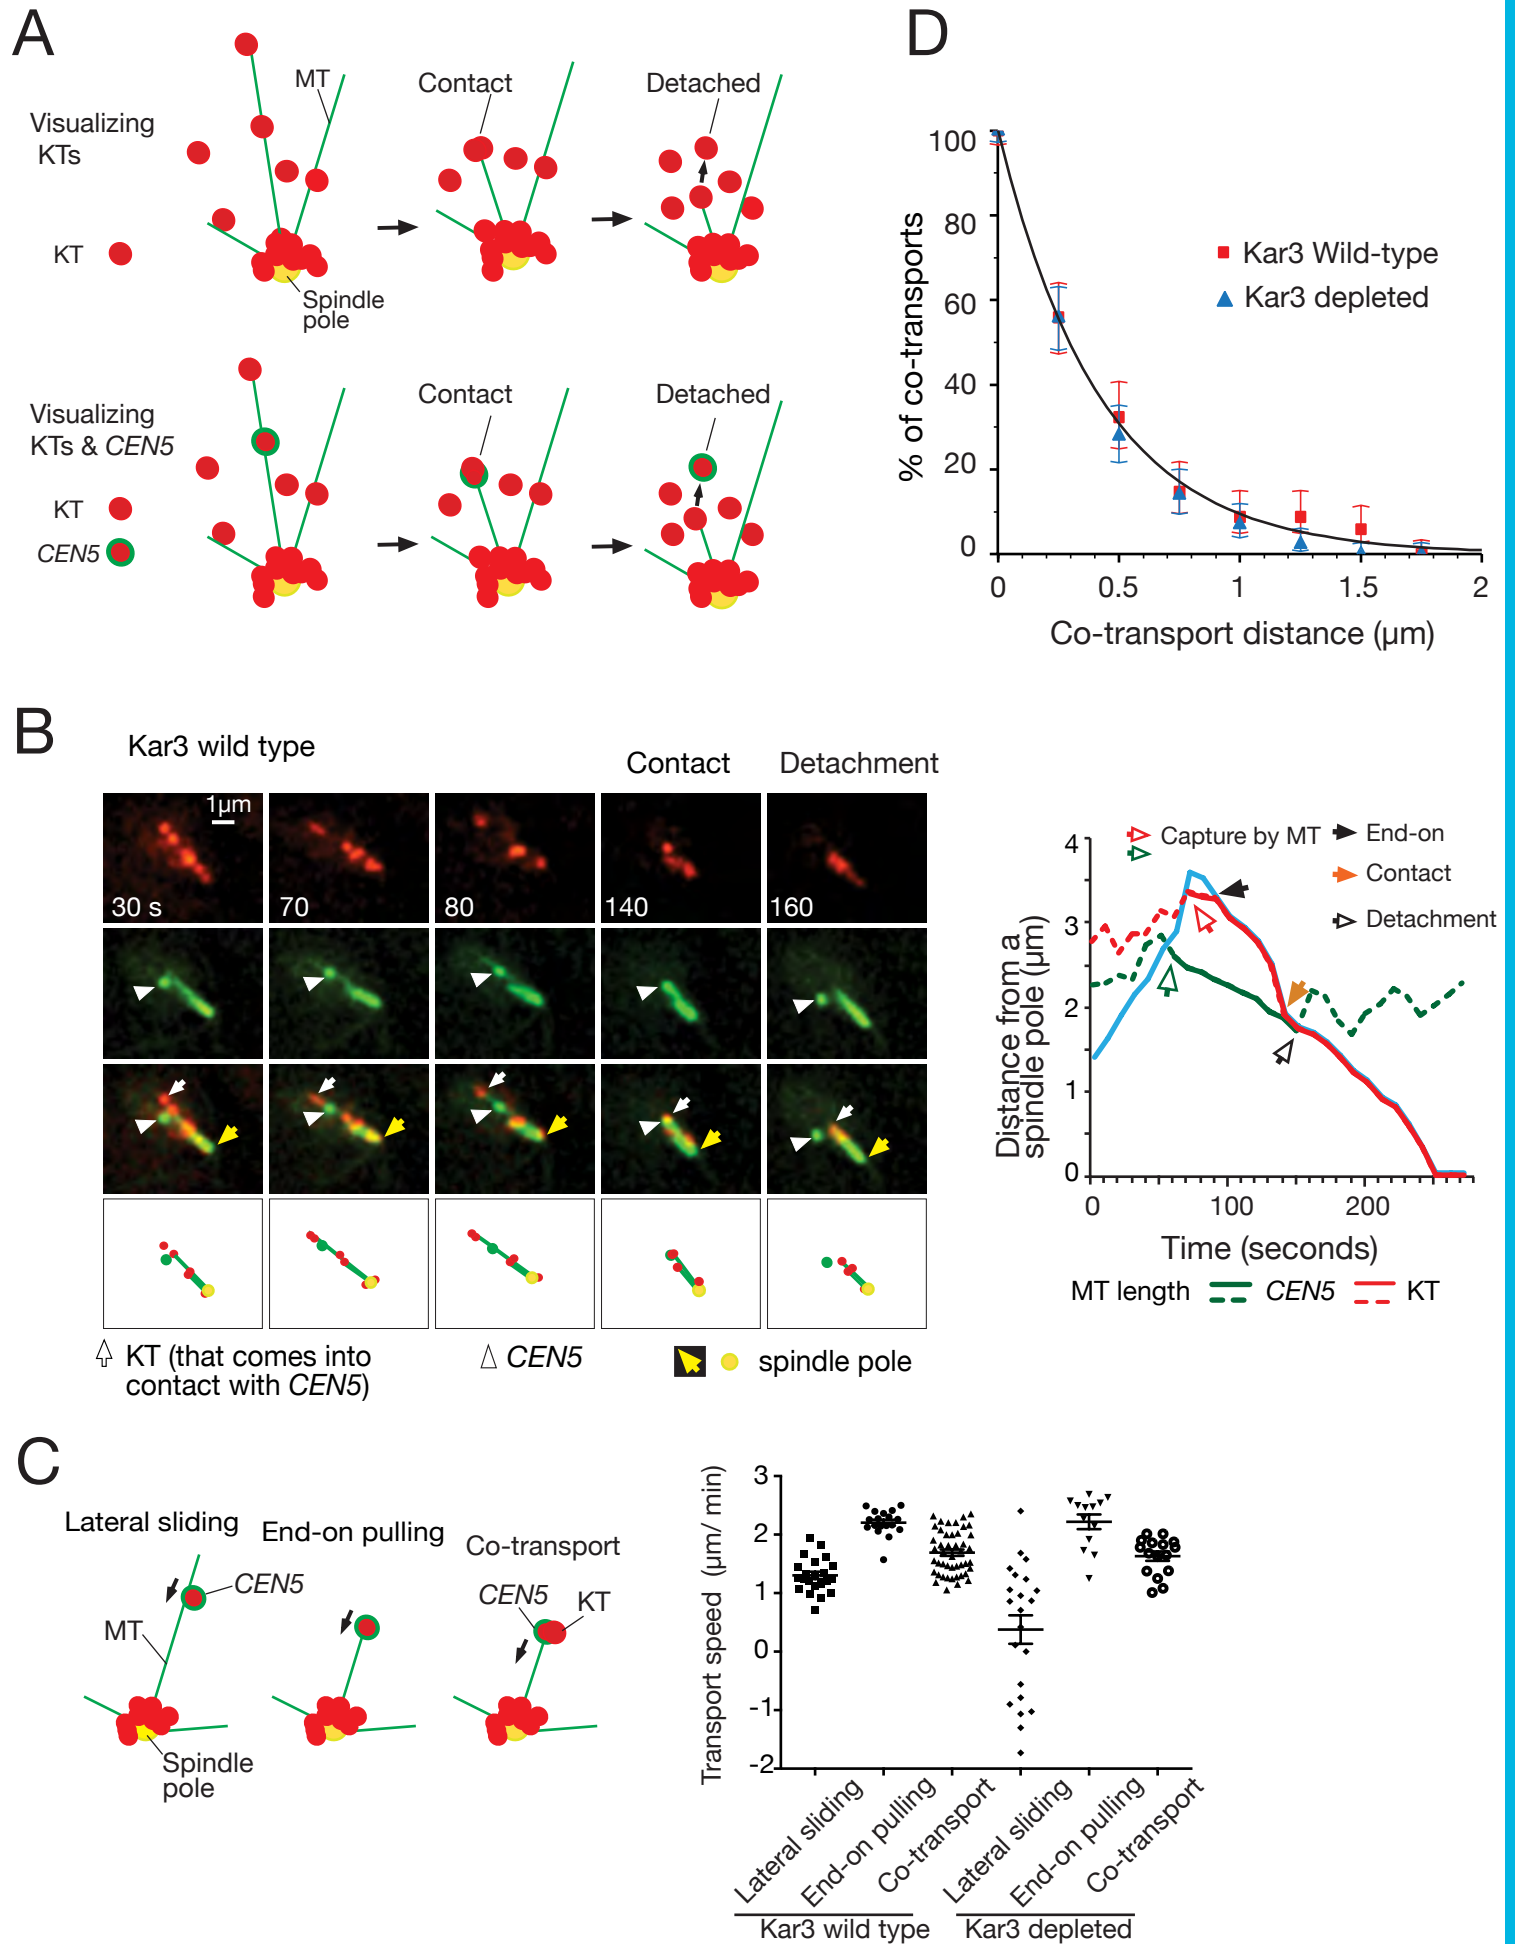 A
Visualizing
KTs
MT
Contact
Detached
KT
Spindle
pole
Visualizing
KTs & CEN5
Contact
Detached
KT
CEN5
D
% of co-transports
100
80
60
40
20
0
0
0.5
1
1.5
2
Co-transport distance (µm)
Kar3 Wild-type
Kar3 depleted
B
Kar3 wild type
Contact
Detachment
1µm
30 s
70
80
140
160
KT (that comes into
contact with CEN5)
CEN5
spindle pole
Distance from a
spindle pole (µm)
4
3
2
1
0
0
100
200
Time (seconds)
Capture by MT
End-on
Contact
Detachment
MT length
CEN5
KT
C
Lateral sliding
End-on pulling
Co-transport
CEN5
MT
CEN5
KT
Spindle
pole
Transport speed (µm/ min)
3
2
1
0
-1
-2
Lateral sliding
End-on pulling
Co-transport
Lateral sliding
End-on pulling
Co-transport
Kar3 wild type
Kar3 depleted